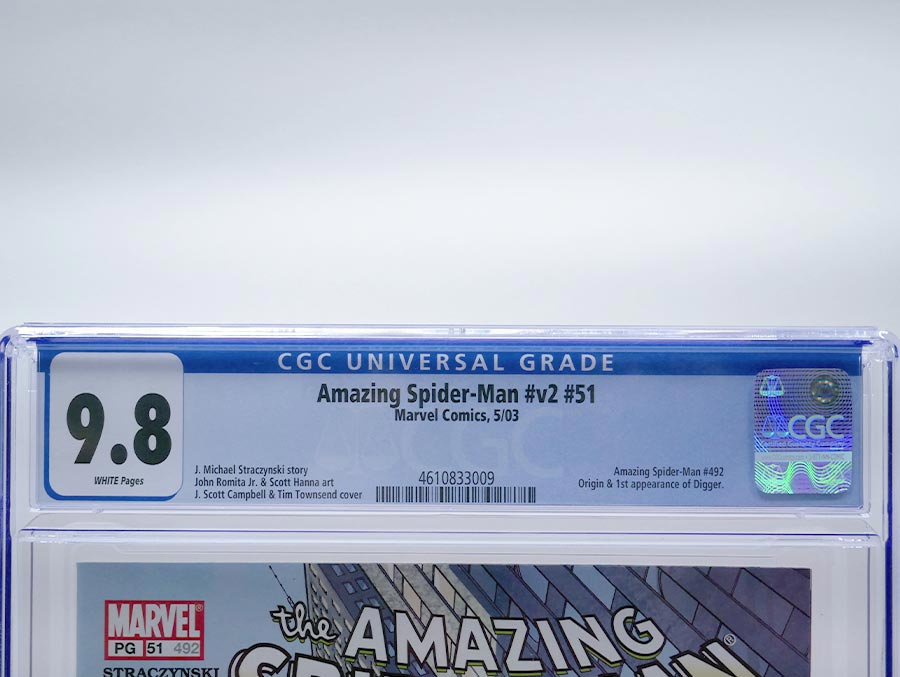 CGC UNIVERSAL GRADE
9.8
WHITE Pages
Amazing Spider-Man #v2 #51
Marvel Comics, 5/03
J. Michael Straczynski story
John Romita Jr. & Scott Hanna art
J. Scott Campbell & Tim Townsend cover
4610833009
Amazing Spider-Man #492
Origin & 1st appearance of Digger.
CGC
MARVEL®
PG 51 492
STRACZYNSKI
the AMAZING